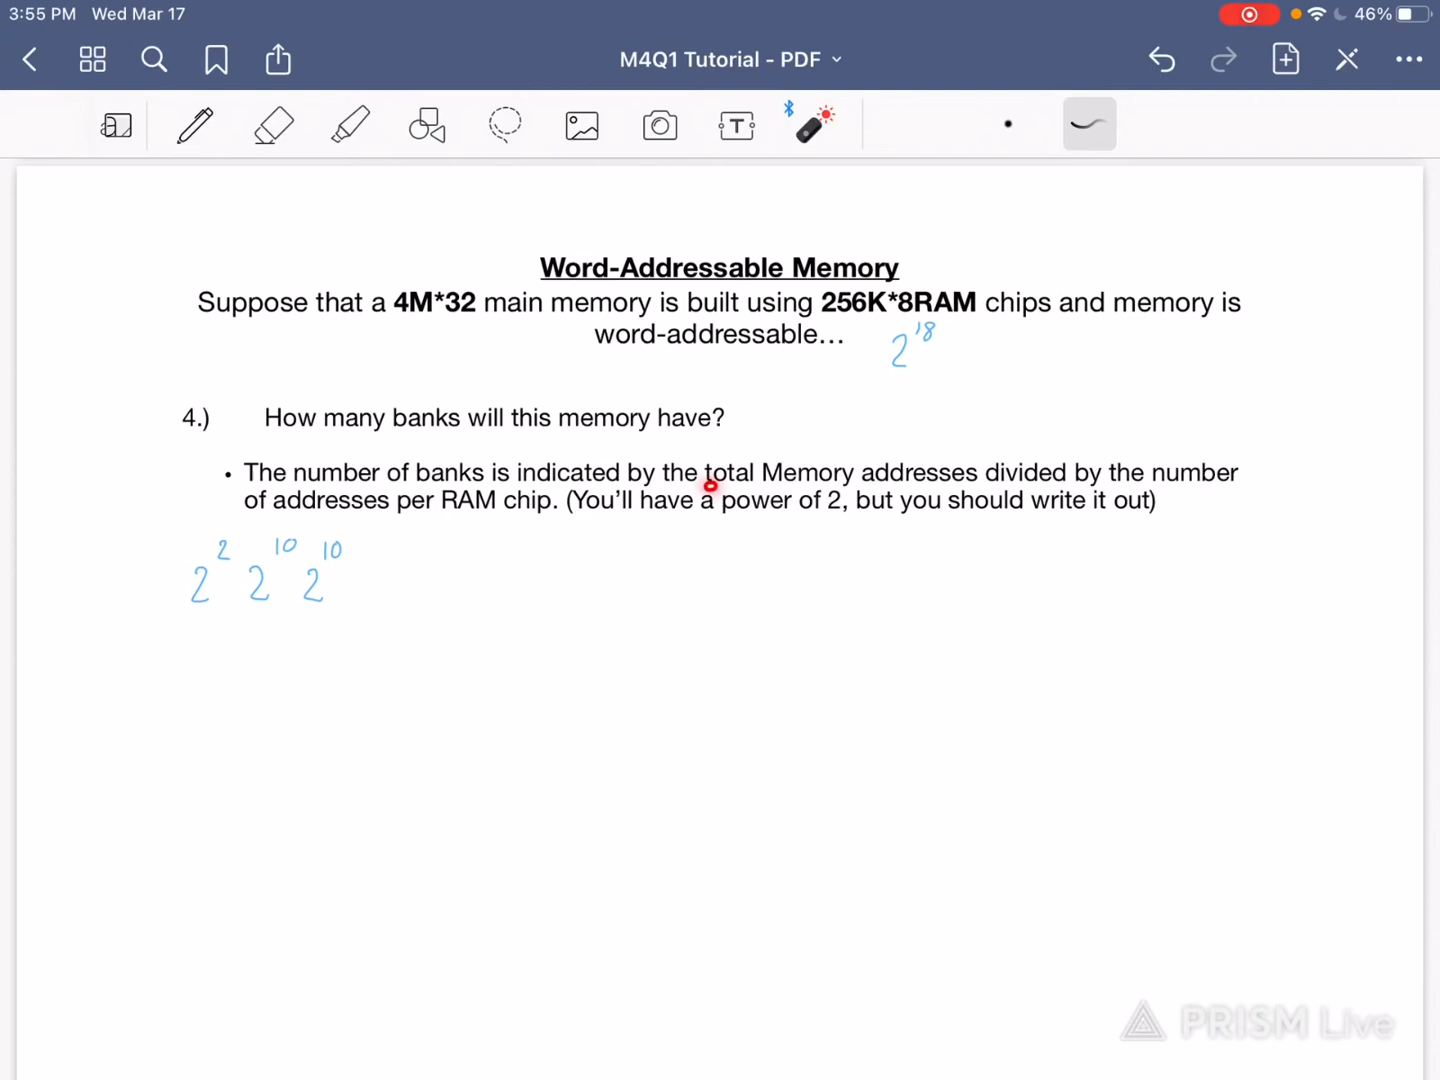 3:55 PM Wed Mar 17
46%
M4Q1 Tutorial - PDF
Word-Addressable Memory
Suppose that a 4M*32 main memory is built using 256K*8RAM chips and memory is
word-addressable...
2^18
4.) How many banks will this memory have?
• The number of banks is indicated by the total Memory addresses divided by the number
of addresses per RAM chip. (You'll have a power of 2, but you should write it out)
2^2 2^10 2^10
PRISM Live